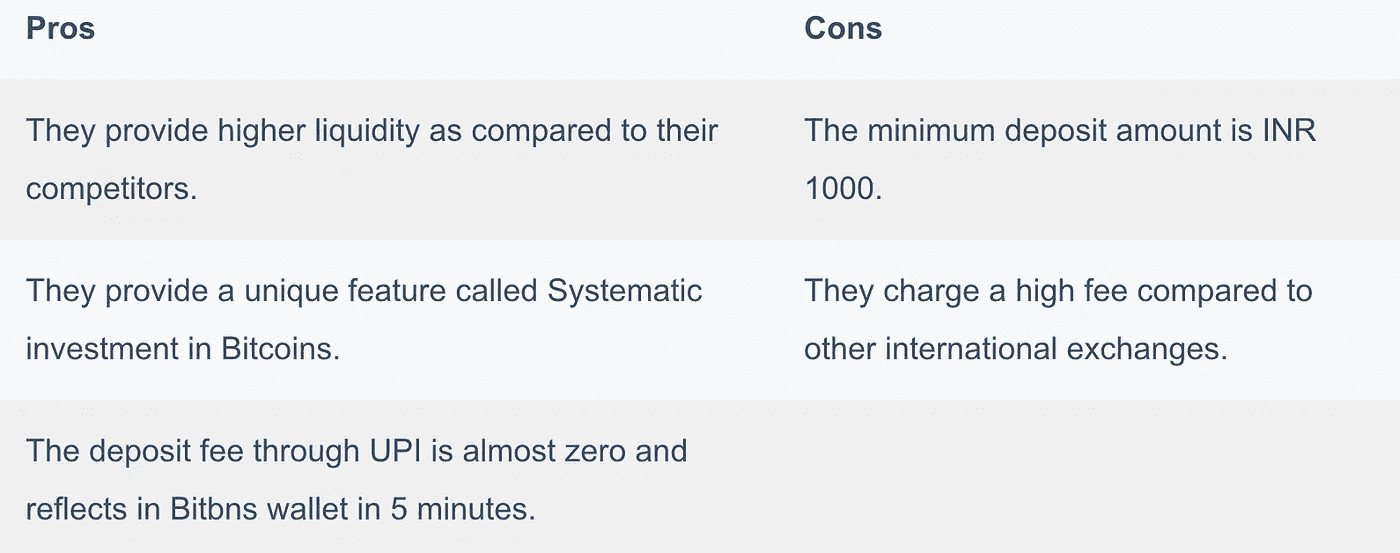 Pros
Cons
They provide higher liquidity as compared to their
competitors.
The minimum deposit amount is INR
1000.
They provide a unique feature called Systematic
investment in Bitcoins.
They charge a high fee compared to
other international exchanges.
The deposit fee through UPI is almost zero and
reflects in Bitbns wallet in 5 minutes.